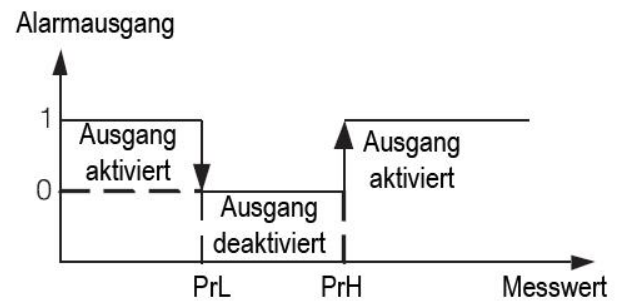 Alarmausgang
1
Ausgang
aktiviert
Ausgang
aktiviert
0
Ausgang
deaktiviert
PrL
PrH
Messwert